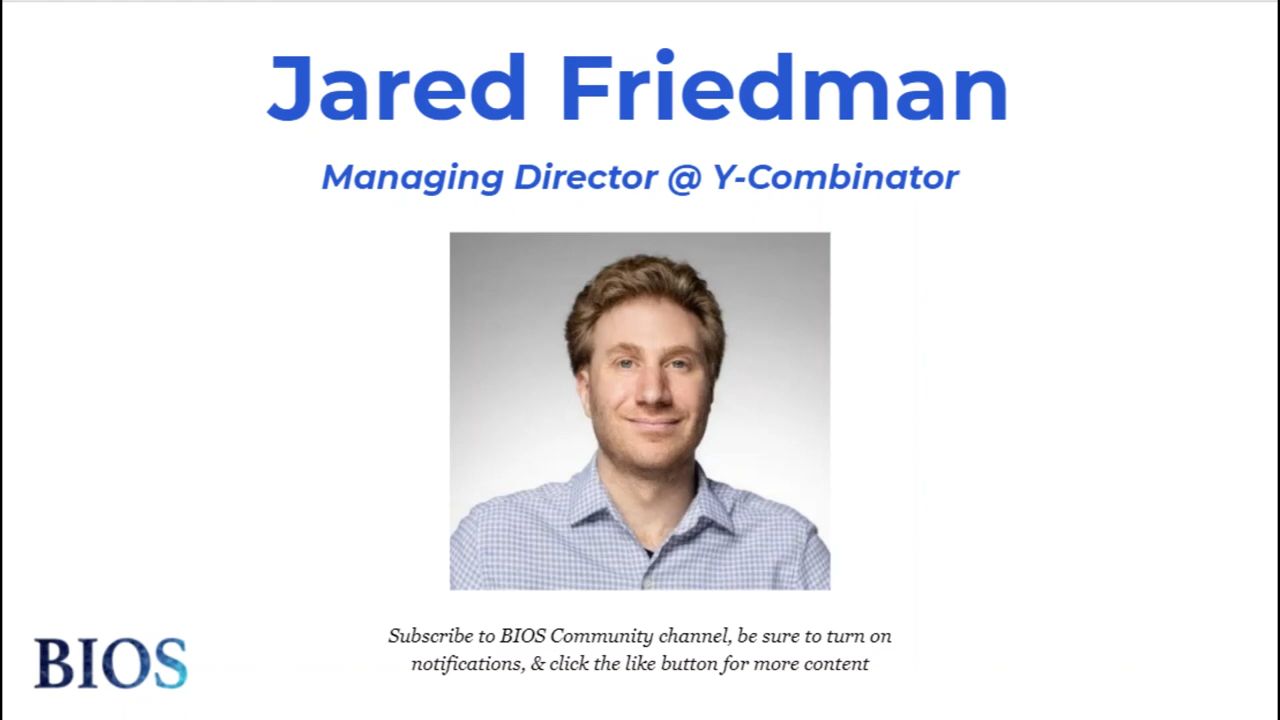 Jared Friedman
Managing Director @ Y-Combinator
Subscribe to BIOS Community channel, be sure to turn on
notifications, & click the like button for more content
BIOS